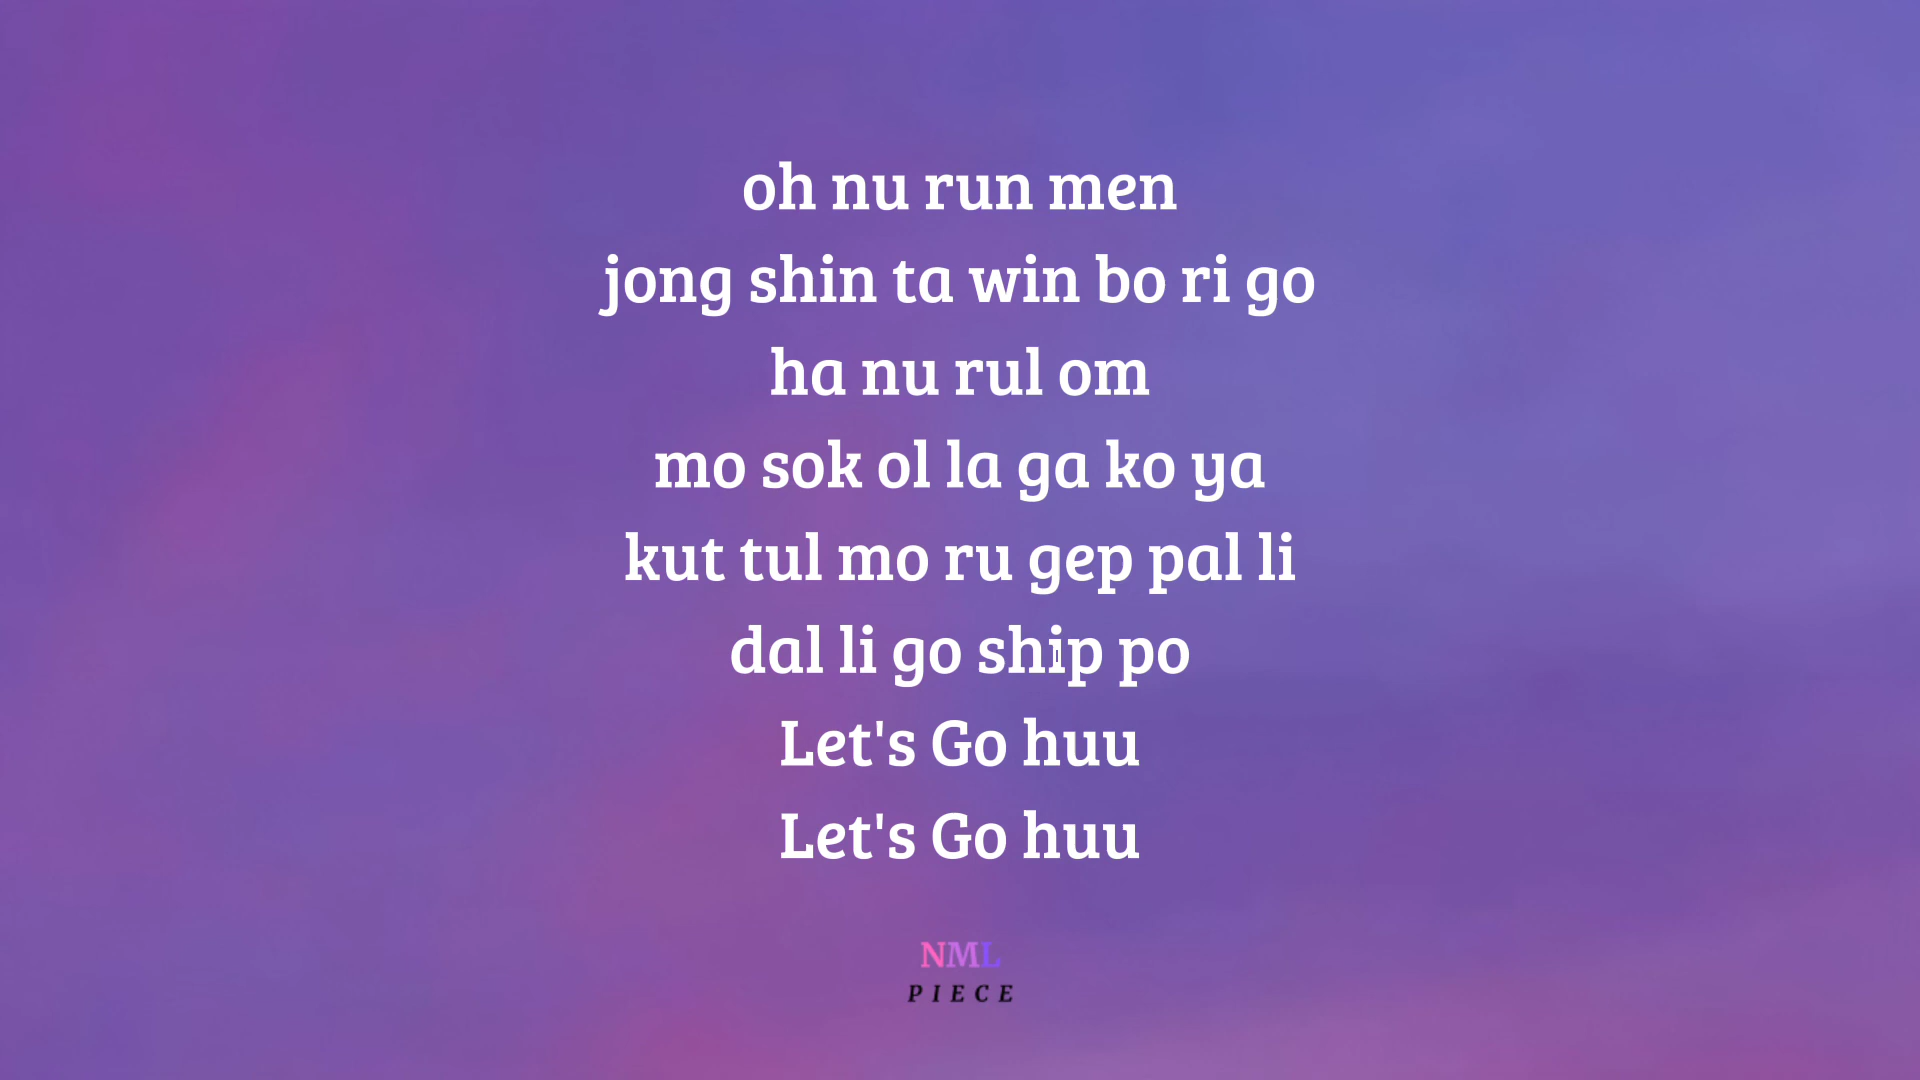 oh nu run men
jong shin ta win bo ri go
ha nu rul om
mo sok ol la ga ko ya
kut tul mo ru gep pal li
dal li go ship po
Let's Go huu
Let's Go huu
NML
PIECE